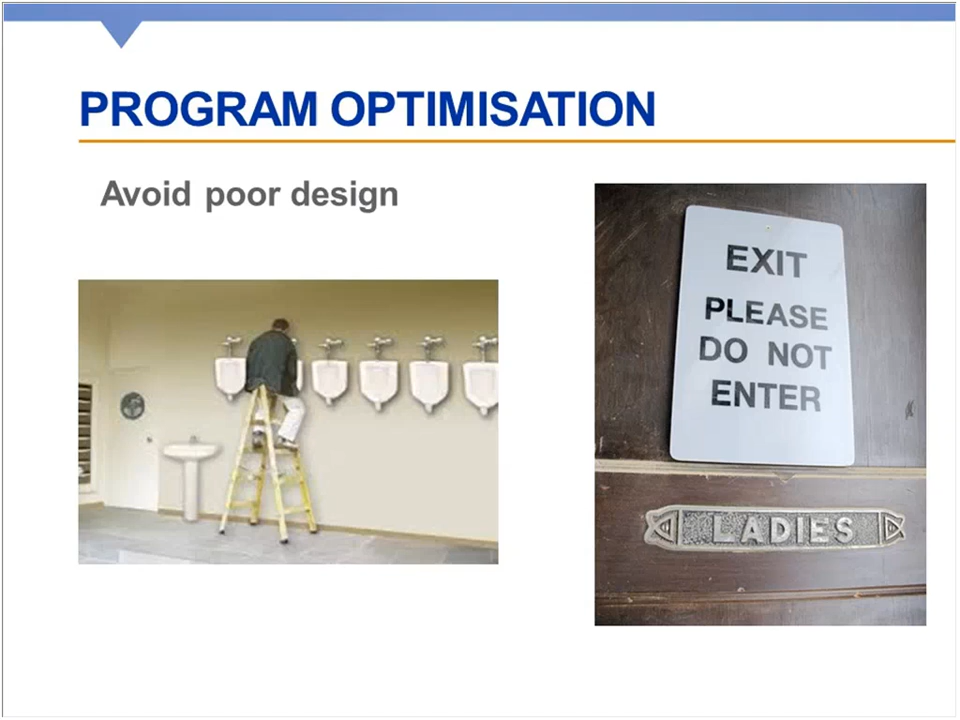 PROGRAM OPTIMISATION
Avoid poor design
EXIT
PLEASE
DO NOT
ENTER
LADIES